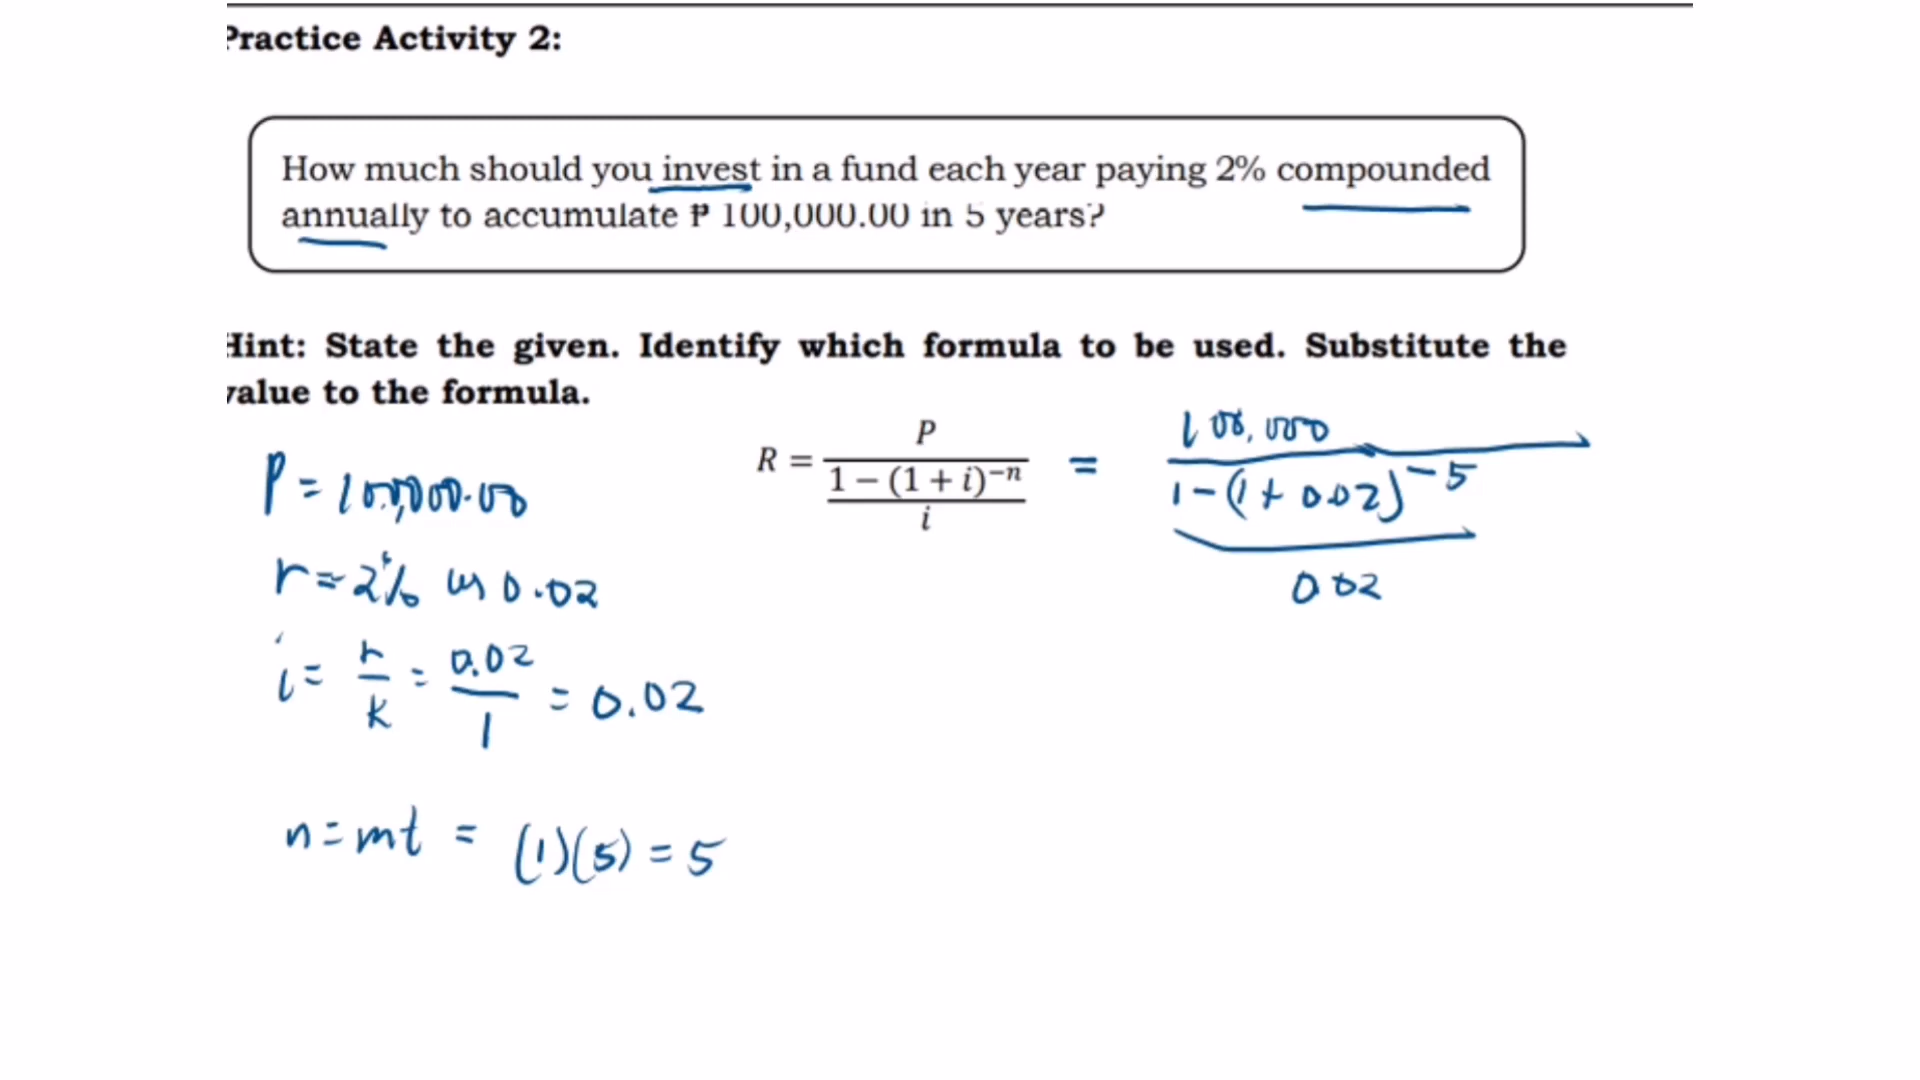 Practice Activity 2:
How much should you invest in a fund each year paying 2% compounded
annually to accumulate ₱ 100,000.00 in 5 years?
Hint: State the given. Identify which formula to be used. Substitute the
value to the formula.
R = P / ((1 − (1 + i)⁻ⁿ) / i) = 100,000 / ((1 - (1 + 0.02)⁻⁵) / 0.02)
P = 100,000.00
r = 2% 0.02
i = r/k = 0.02/1 = 0.02
n = mt = (1)(5) = 5